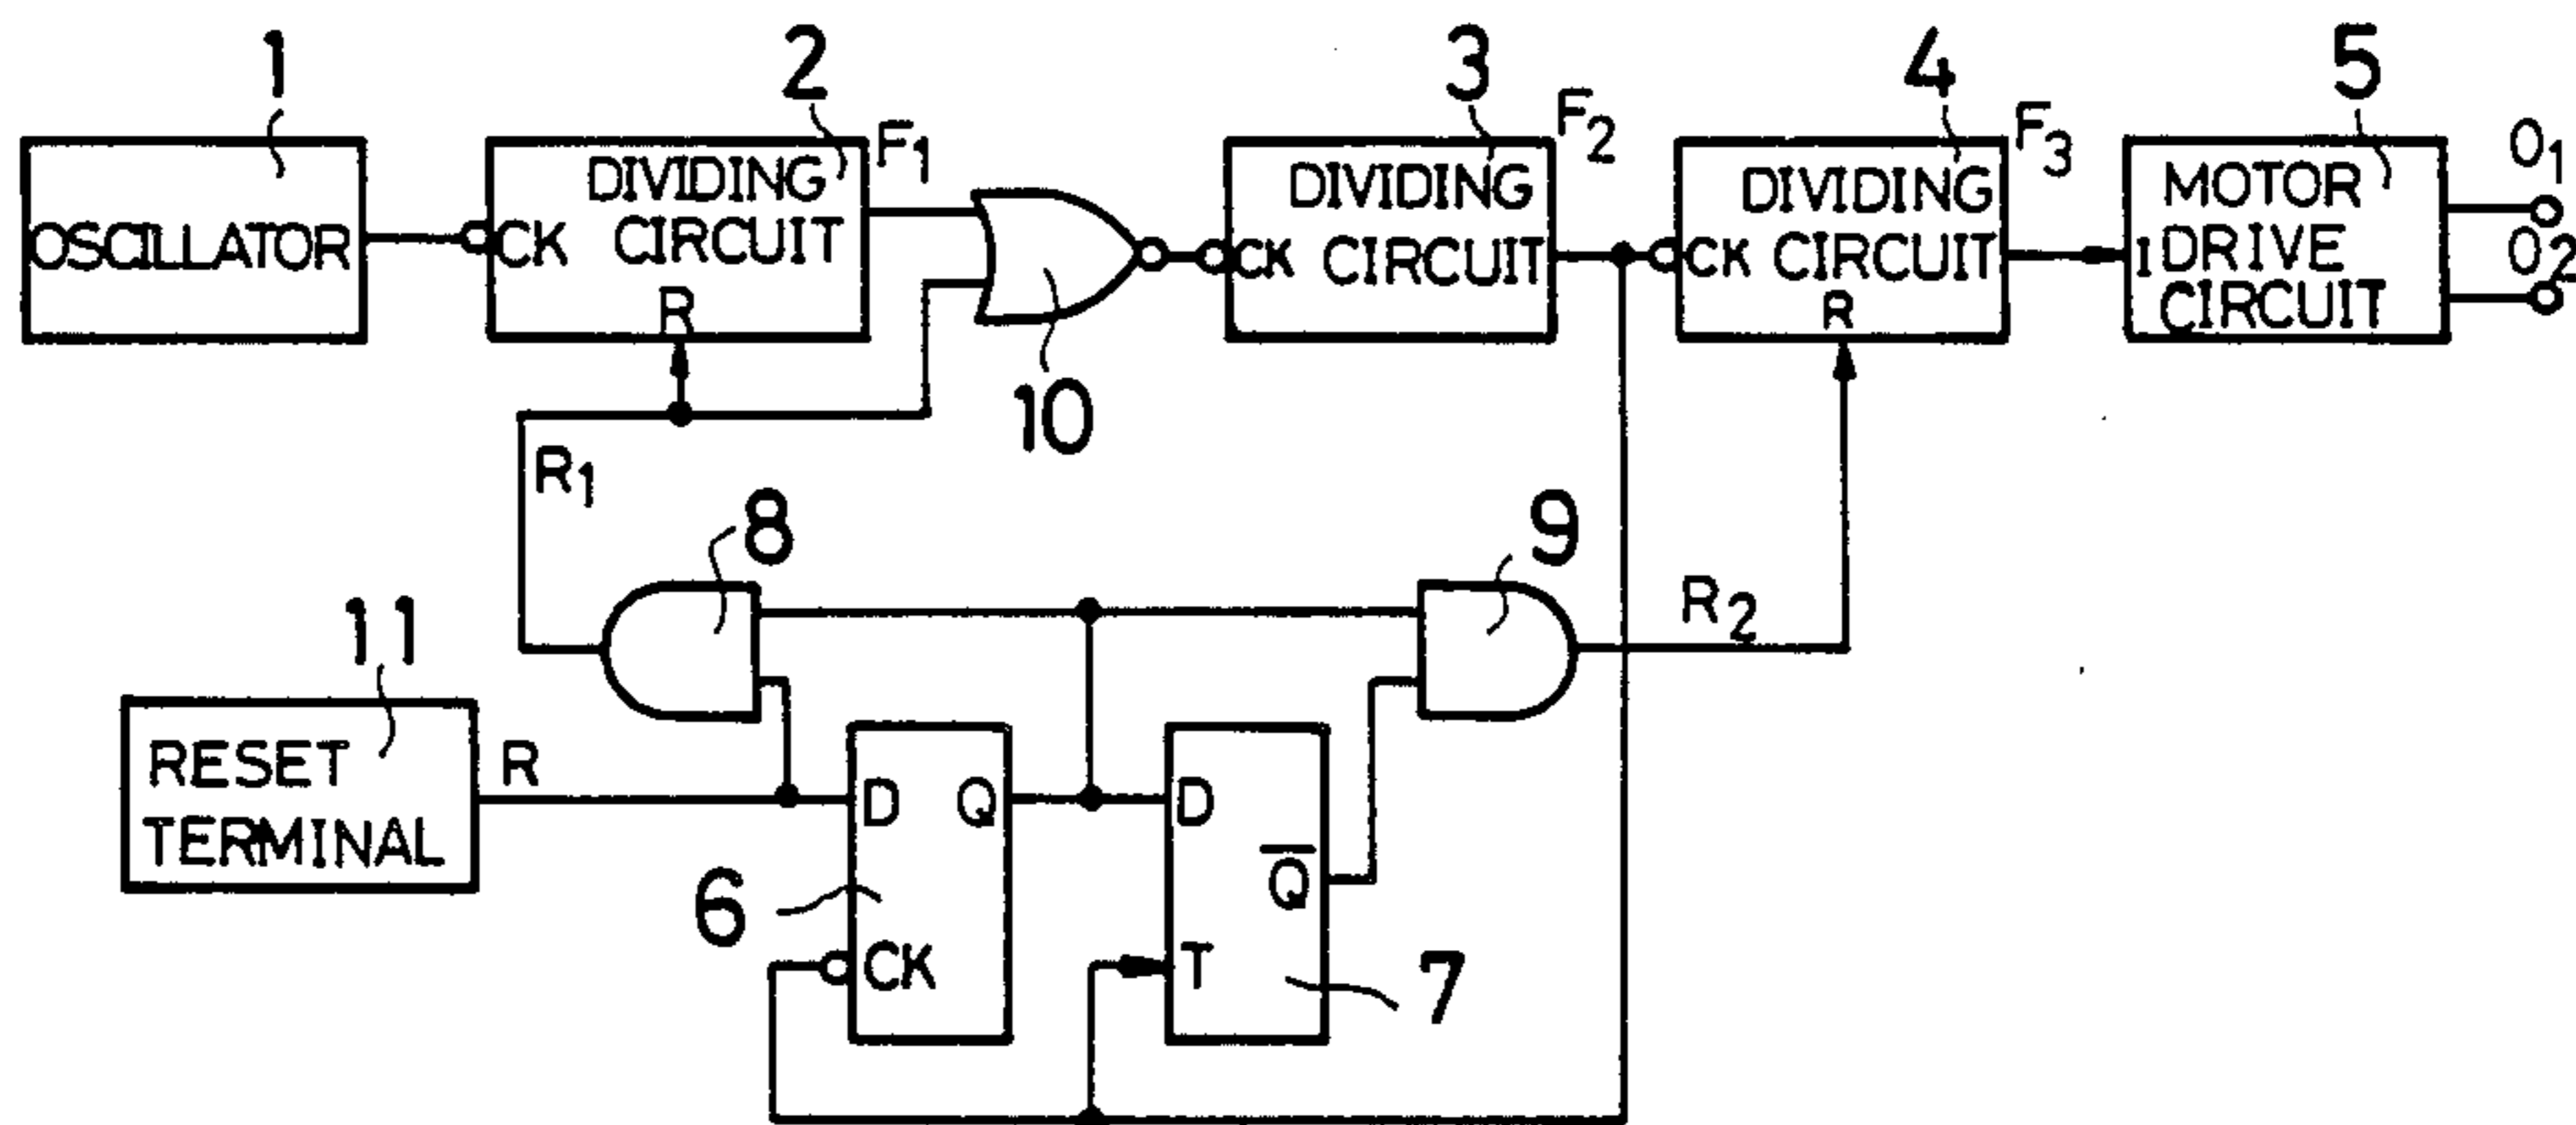 1
2
3
4
5
F1
F2
F3
O1
O2
OSCILLATOR
CK
DIVIDING
CIRCUIT
R
CK
DIVIDING
CIRCUIT
CK
DIVIDING
CIRCUIT
R
I
MOTOR
DRIVE
CIRCUIT
10
R1
8
9
R2
11
RESET
TERMINAL
R
D
Q
CK
6
D
Q̅
T
7